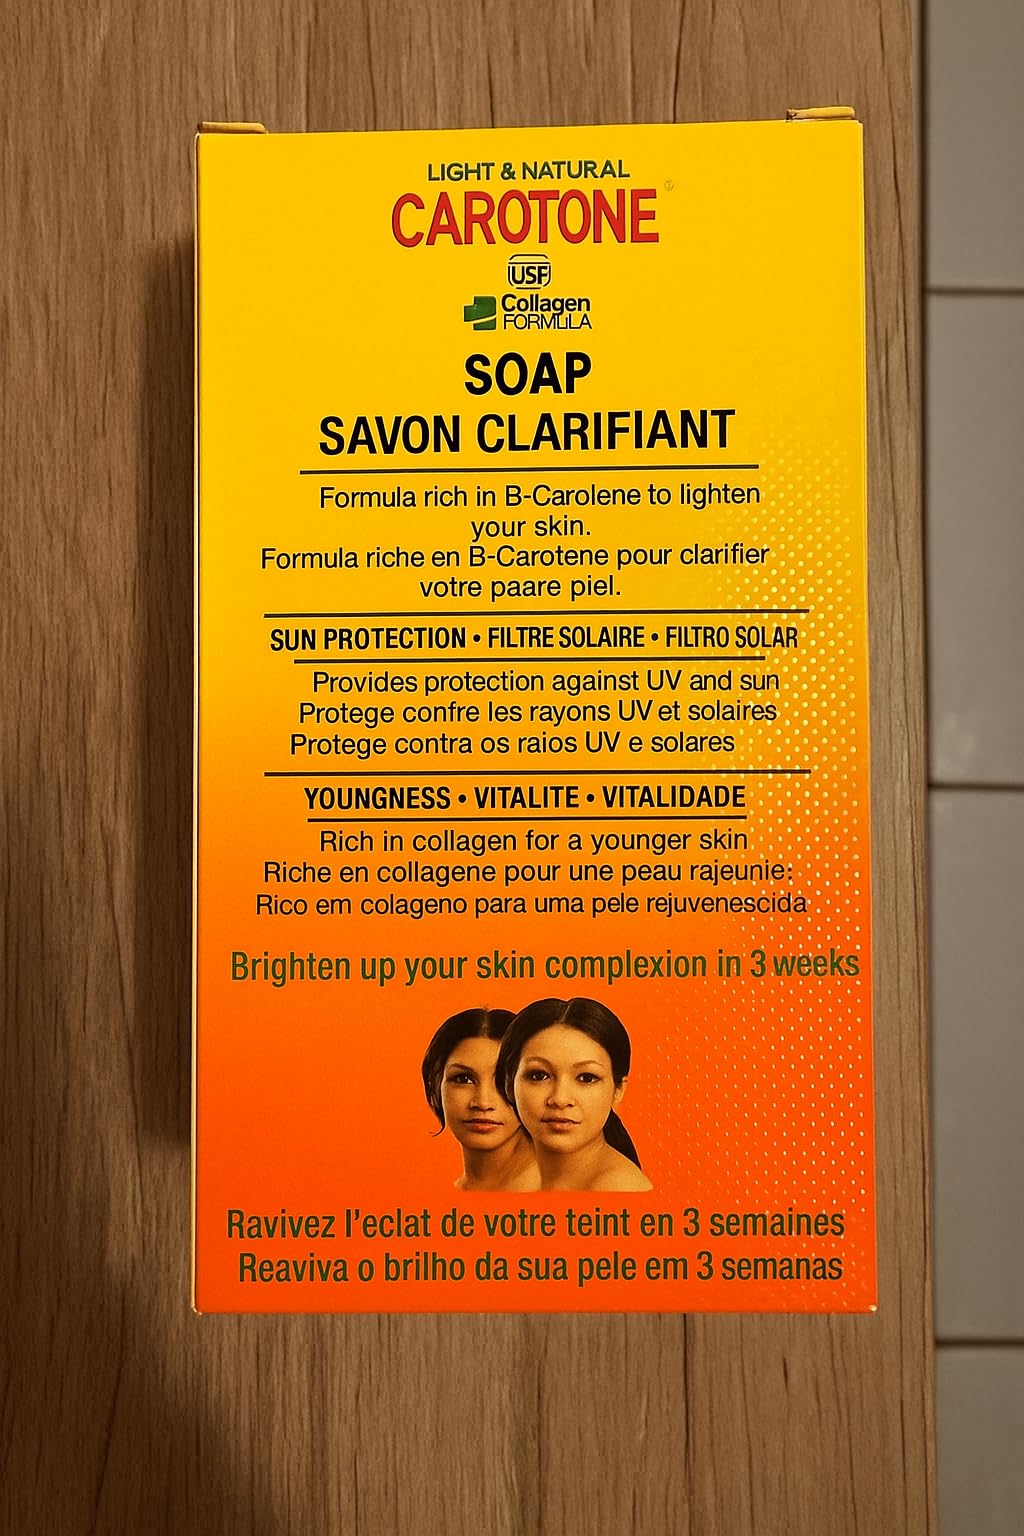 LIGHT & NATURAL
CAROTONE
USF
Collagen
FORMULA
SOAP
SAVON CLARIFIANT
Formula rich in B-Carolene to lighten
your skin.
Formula riche en B-Carotene pour clarifier
votre paare piel.
SUN PROTECTION • FILTRE SOLAIRE • FILTRO SOLAR
Provides protection against UV and sun
Protege confre les rayons UV et solaires
Protege contra os raios UV e solares
YOUNGNESS • VITALITE • VITALIDADE
Rich in collagen for a younger skin
Riche en collagene pour une peau rajeunie:
Rico em colageno para uma pele rejuvenescida
Brighten up your skin complexion in 3 weeks
Ravivez l'eclat de votre teint en 3 semaines
Reaviva o brilho da sua pele em 3 semanas